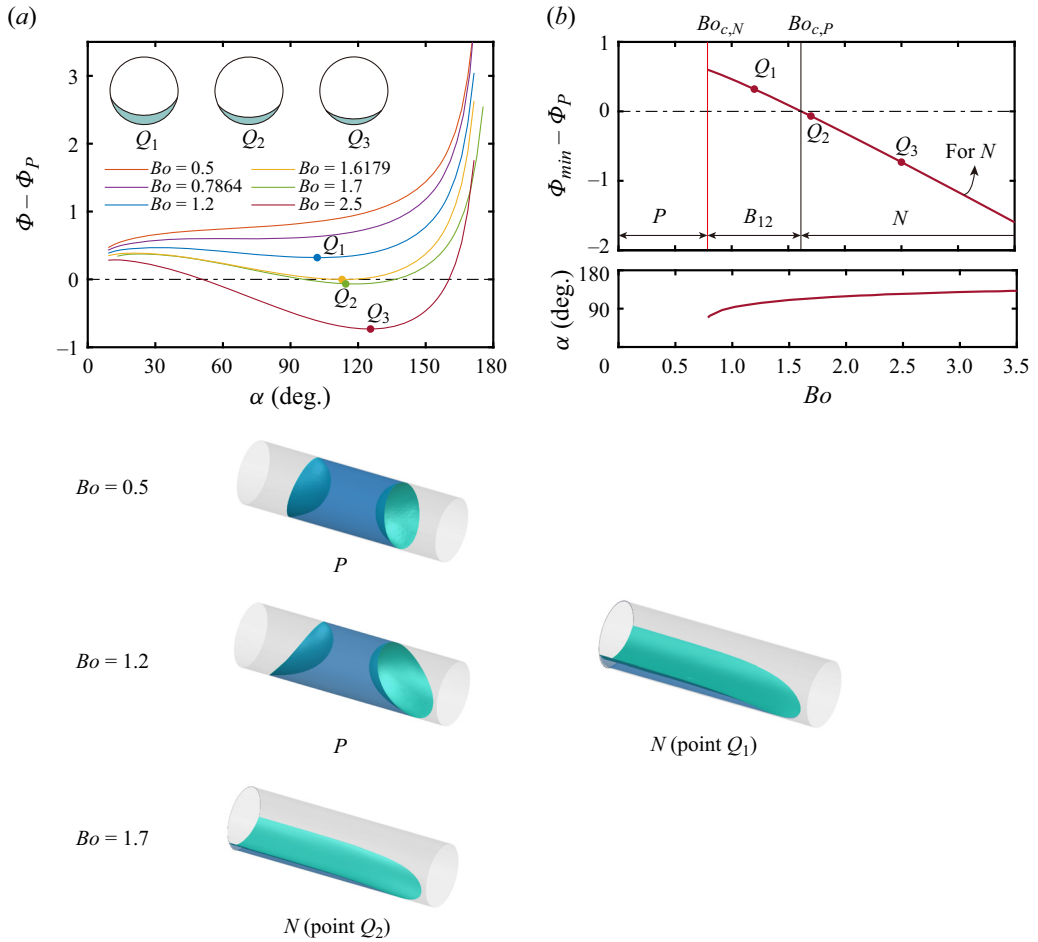 (a)
3
2
1
0
−1
Φ − Φ_P
Q1 Q2 Q3
Bo = 0.5 Bo = 1.6179
Bo = 0.7864 Bo = 1.7
Bo = 1.2 Bo = 2.5
Q1
Q2
Q3
0 30 60 90 120 150 180
α (deg.)
(b)
Bo_c,N Bo_c,P
1
0
−1
−2
Φ_min − Φ_P
Q1
Q2
Q3
For N
P B12 N
180
90
α (deg.)
0 0.5 1.0 1.5 2.0 2.5 3.0 3.5
Bo
Bo = 0.5
P
Bo = 1.2
P
N (point Q1)
Bo = 1.7
N (point Q2)